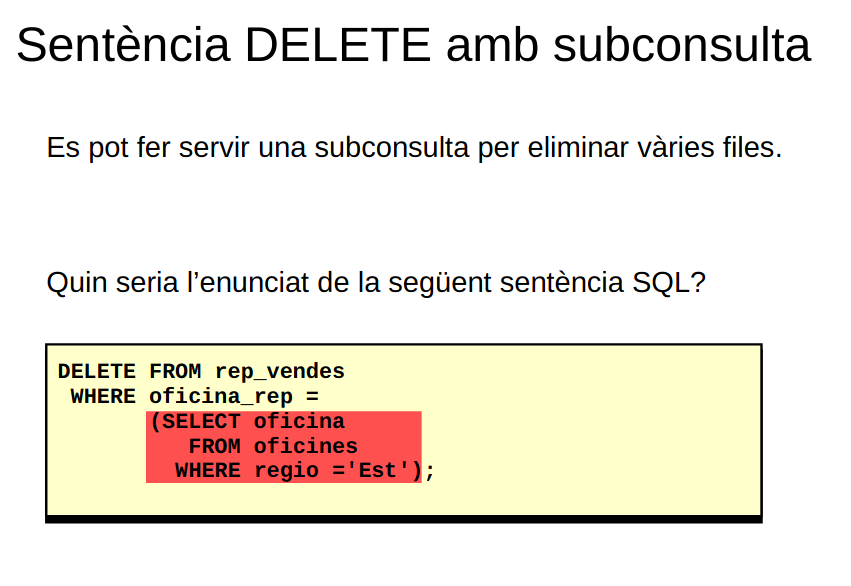 Sentència DELETE amb subconsulta
Es pot fer servir una subconsulta per eliminar vàries files.
Quin seria l’enunciat de la següent sentència SQL?
DELETE FROM rep_vendes
WHERE oficina_rep =
(SELECT oficina
FROM oficines
WHERE regio ='Est');